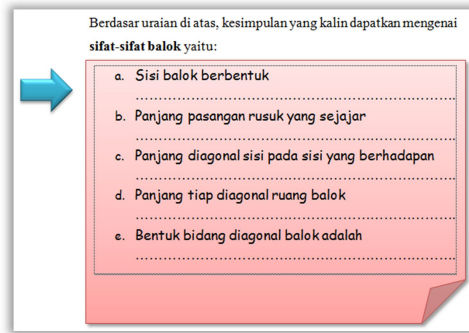 Berdasar uraian di atas, kesimpulan yang kalin dapatkan mengenai
sifat-sifat balok yaitu:
a. Sisi balok berbentuk
................................................................
b. Panjang pasangan rusuk yang sejajar
................................................................
c. Panjang diagonal sisi pada sisi yang berhadapan
................................................................
d. Panjang tiap diagonal ruang balok
................................................................
e. Bentuk bidang diagonal balok adalah
................................................................